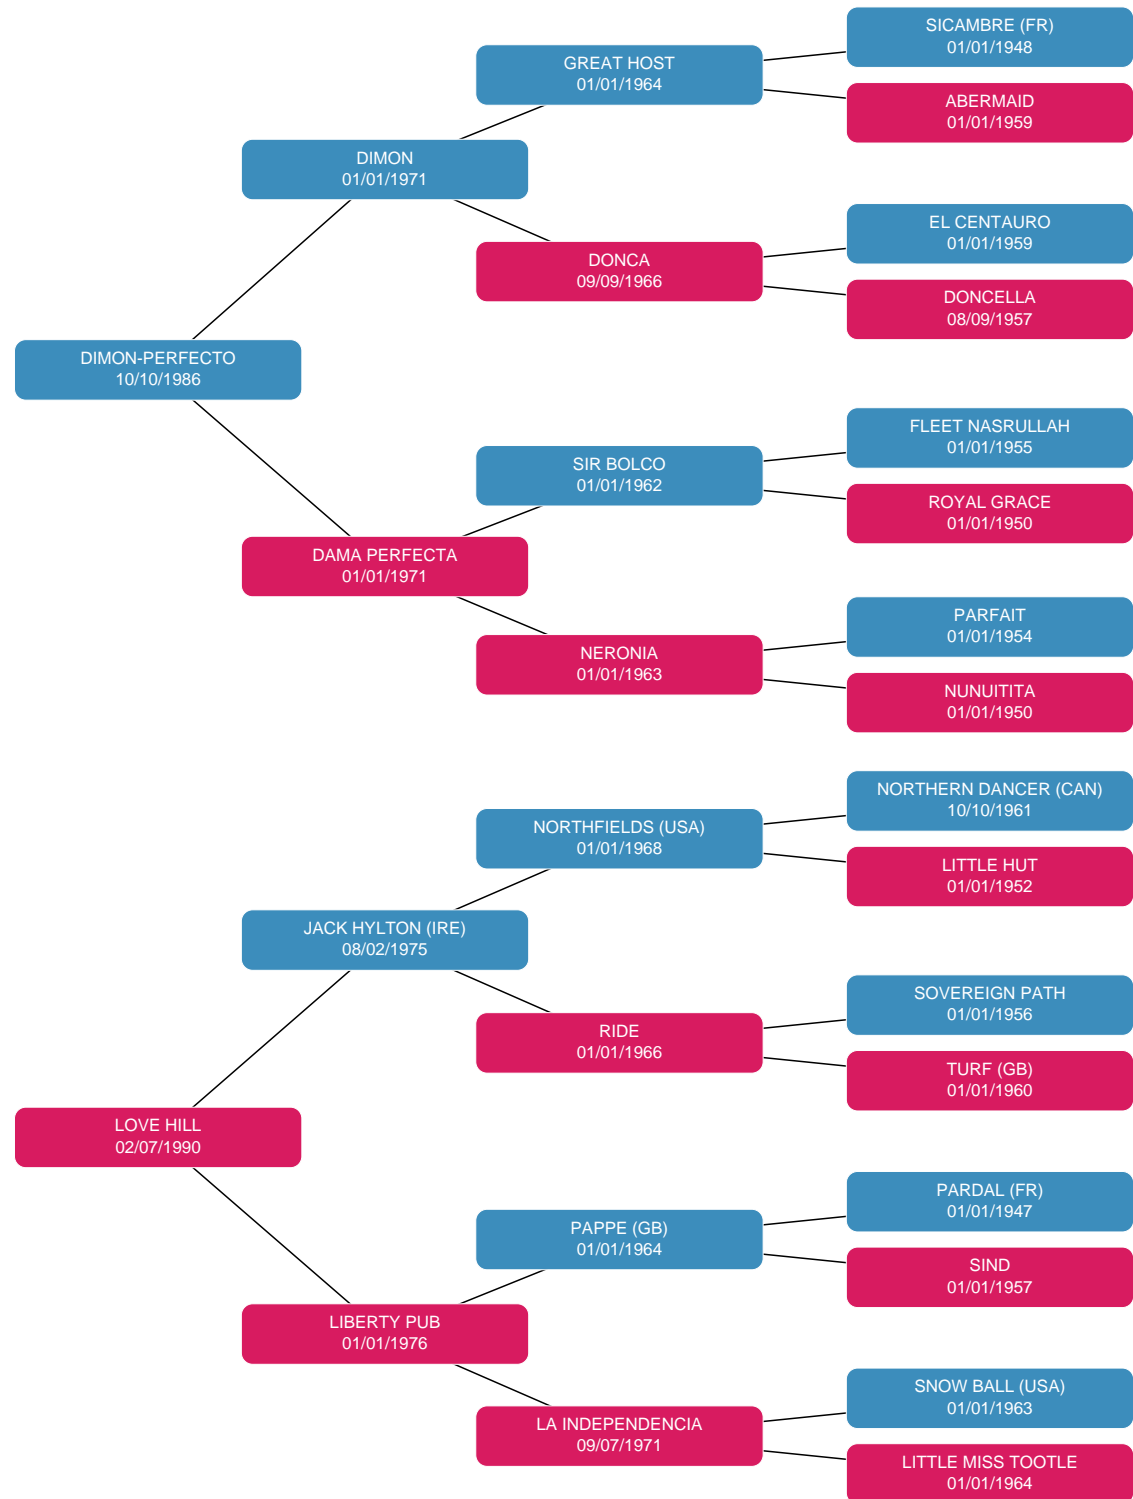 SICAMBRE (FR)
01/01/1948
GREAT HOST
01/01/1964
ABERMAID
01/01/1959
DIMON
01/01/1971
EL CENTAURO
01/01/1959
DONCA
09/09/1966
DONCELLA
08/09/1957
DIMON-PERFECTO
10/10/1986
FLEET NASRULLAH
01/01/1955
SIR BOLCO
01/01/1962
ROYAL GRACE
01/01/1950
DAMA PERFECTA
01/01/1971
PARFAIT
01/01/1954
NERONIA
01/01/1963
NUNUITITA
01/01/1950
NORTHERN DANCER (CAN)
10/10/1961
NORTHFIELDS (USA)
01/01/1968
LITTLE HUT
01/01/1952
JACK HYLTON (IRE)
08/02/1975
SOVEREIGN PATH
01/01/1956
RIDE
01/01/1966
TURF (GB)
01/01/1960
LOVE HILL
02/07/1990
PARDAL (FR)
01/01/1947
PAPPE (GB)
01/01/1964
SIND
01/01/1957
LIBERTY PUB
01/01/1976
SNOW BALL (USA)
01/01/1963
LA INDEPENDENCIA
09/07/1971
LITTLE MISS TOOTLE
01/01/1964